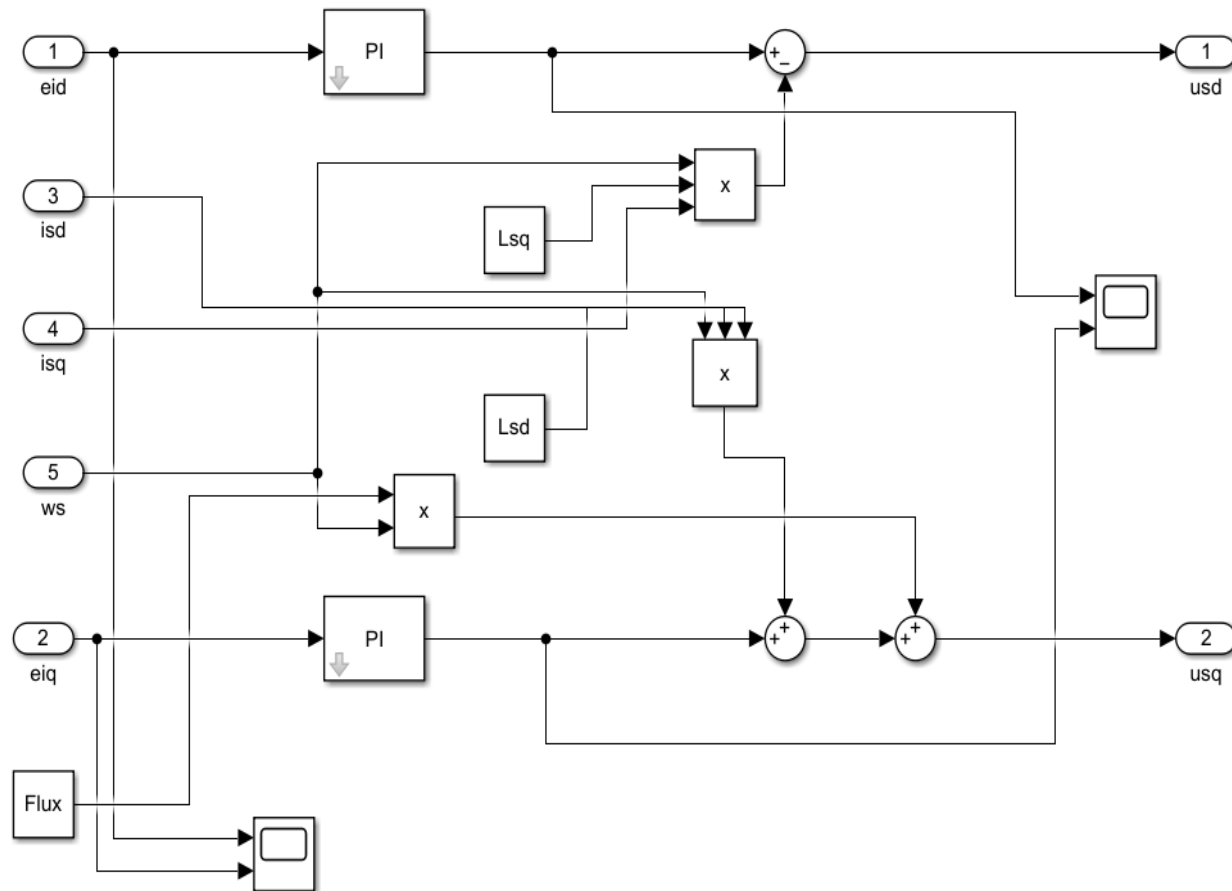 1
eid
PI
+
−
1
usd
3
isd
x
Lsq
4
isq
x
Lsd
5
ws
x
2
eiq
PI
+
+
+
+
2
usq
Flux